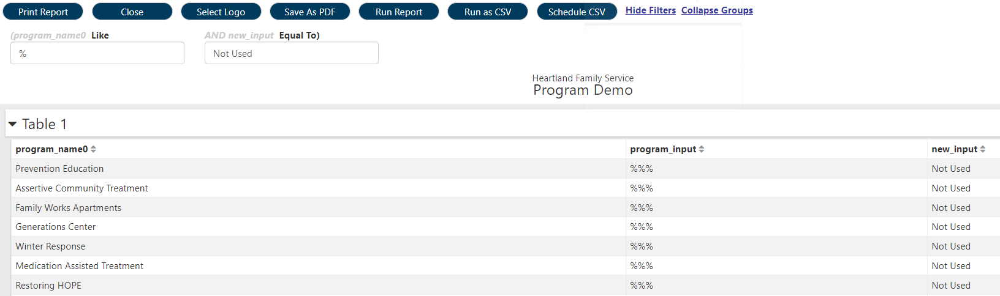 Print Report Close Select Logo Save As PDF Run Report Run as CSV Schedule CSV Hide Filters Collapse Groups
(program_name0 Like AND new_input Equal To)
% Not Used
Heartland Family Service
Program Demo
Table 1
program_name0 program_input new_input
Prevention Education %%% Not Used
Assertive Community Treatment %%% Not Used
Family Works Apartments %%% Not Used
Generations Center %%% Not Used
Winter Response %%% Not Used
Medication Assisted Treatment %%% Not Used
Restoring HOPE %%% Not Used